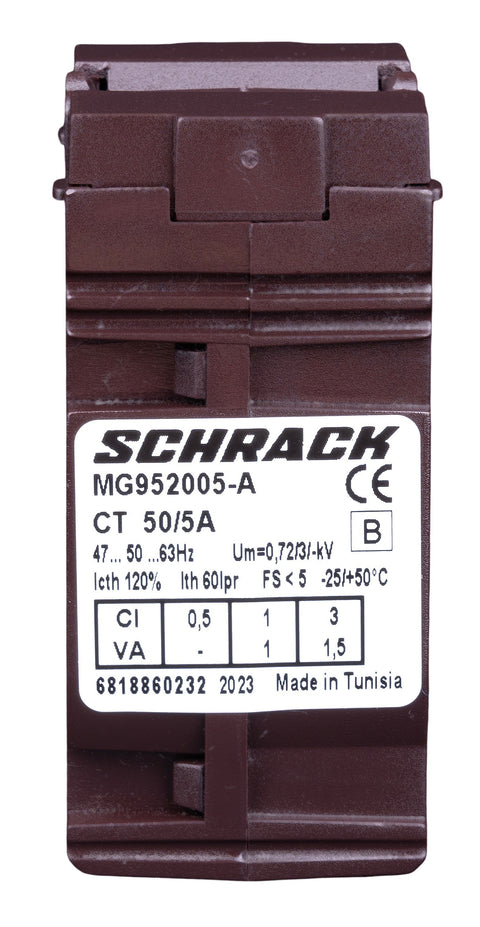 SCHRACK
MG952005-A CE
CT 50/5A B
47... 50 ...63Hz Um=0,72/3/-kV
Icth 120% Ith 60Ipr FS < 5 -25/+50°C
CI 0,5 1 3
VA - 1 1,5
6818860232 2023 Made in Tunisia